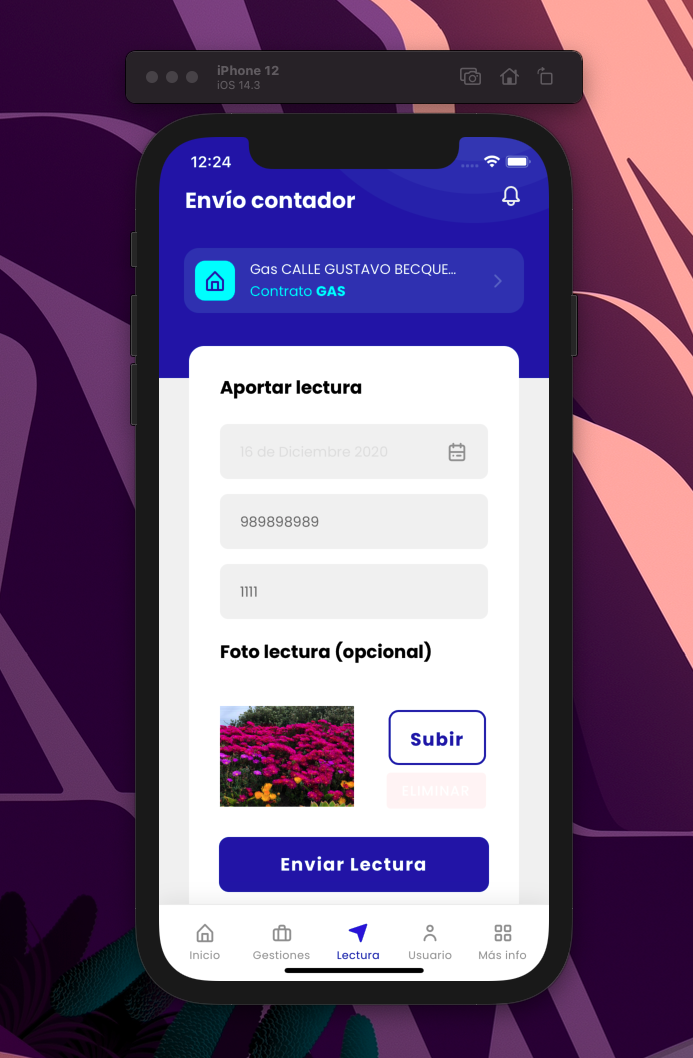 iPhone 12
iOS 14.3
12:24
Envío contador
Gas CALLE GUSTAVO BECQUE...
Contrato GAS
Aportar lectura
16 de Diciembre 2020
989898989
1111
Foto lectura (opcional)
Subir
ELIMINAR
Enviar Lectura
Inicio
Gestiones
Lectura
Usuario
Más info